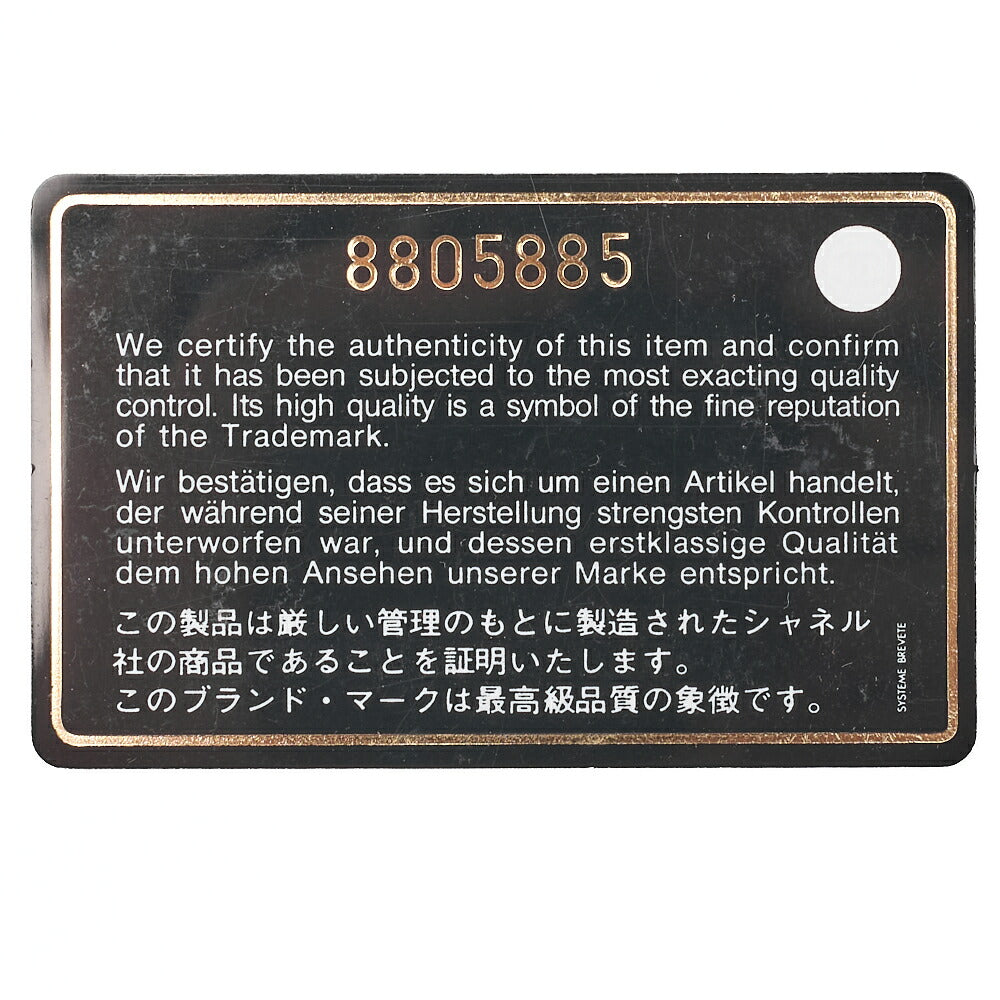 8805885
We certify the authenticity of this item and confirm
that it has been subjected to the most exacting quality
control. Its high quality is a symbol of the fine reputation
of the Trademark.
Wir bestätigen, dass es sich um einen Artikel handelt,
der während seiner Herstellung strengsten Kontrollen
unterworfen war, und dessen erstklassige Qualität
dem hohen Ansehen unserer Marke entspricht.
この製品は厳しい管理のもとに製造されたシャネル
社の商品であることを証明いたします。
このブランド・マークは最高級品質の象徴です。
SYSTEME BREVETE